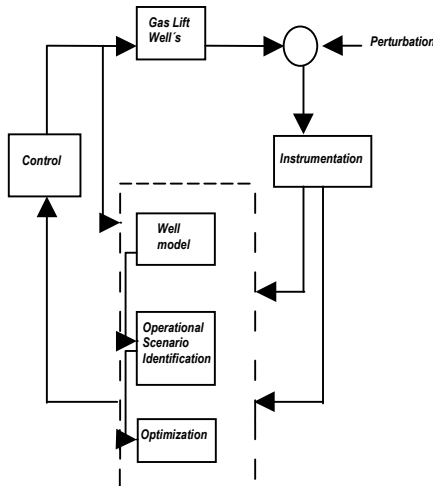 Gas Lift
Well´s
Perturbation
Control
Instrumentation
Well
model
Operational
Scenario
Identification
Optimization